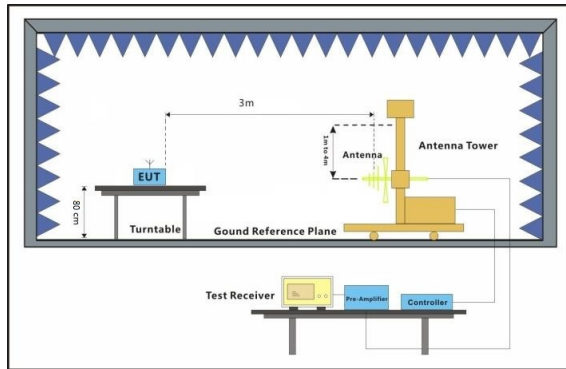 3m
1m to 4m
Antenna
Antenna Tower
EUT
80 cm
Turntable
Gound Reference Plane
Test Receiver
Pre-Amplifier
Controller